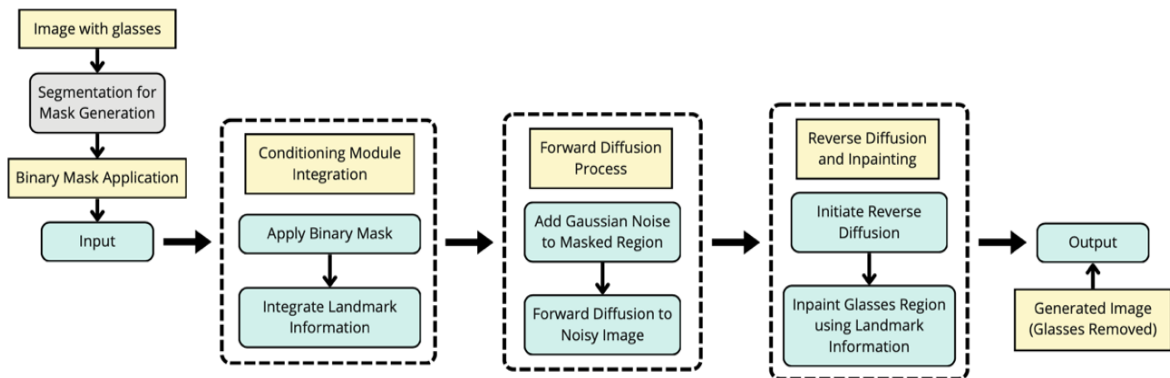 Image with glasses
Segmentation for
Mask Generation
Binary Mask Application
Input
Conditioning Module
Integration
Apply Binary Mask
Integrate Landmark
Information
Forward Diffusion
Process
Add Gaussian Noise
to Masked Region
Forward Diffusion to
Noisy Image
Reverse Diffusion
and Inpainting
Initiate Reverse
Diffusion
Inpaint Glasses Region
using Landmark
Information
Output
Generated Image
(Glasses Removed)